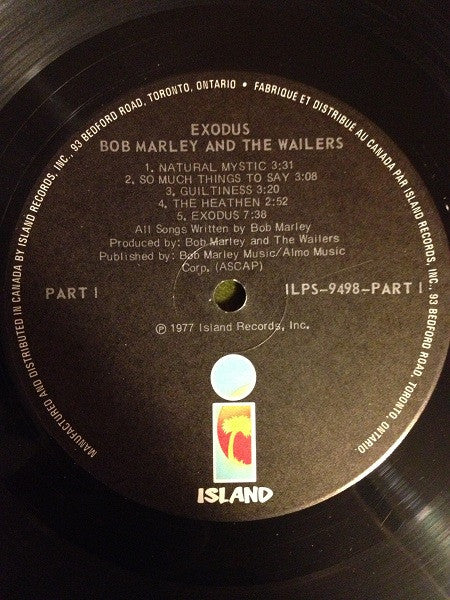 MANUFACTURED AND DISTRIBUTED IN CANADA BY ISLAND RECORDS, INC., 93 BEDFORD ROAD, TORONTO, ONTARIO • FABRIQUE ET DISTRIBUÉ AU CANADA PAR ISLAND RECORDS, INC., 93 BEDFORD ROAD, TORONTO, ONTARIO.
EXODUS
BOB MARLEY AND THE WAILERS
1. NATURAL MYSTIC 3:31
2. SO MUCH THINGS TO SAY 3:08
3. GUILTINESS 3:20
4. THE HEATHEN 2:52
5. EXODUS 7:38
All Songs Written by Bob Marley
Produced by: Bob Marley and The Wailers
Published by: Bob Marley Music/Almo Music
Corp. (ASCAP)
PART 1 ILPS-9498-PART 1
℗ 1977 Island Records, Inc.
ISLAND